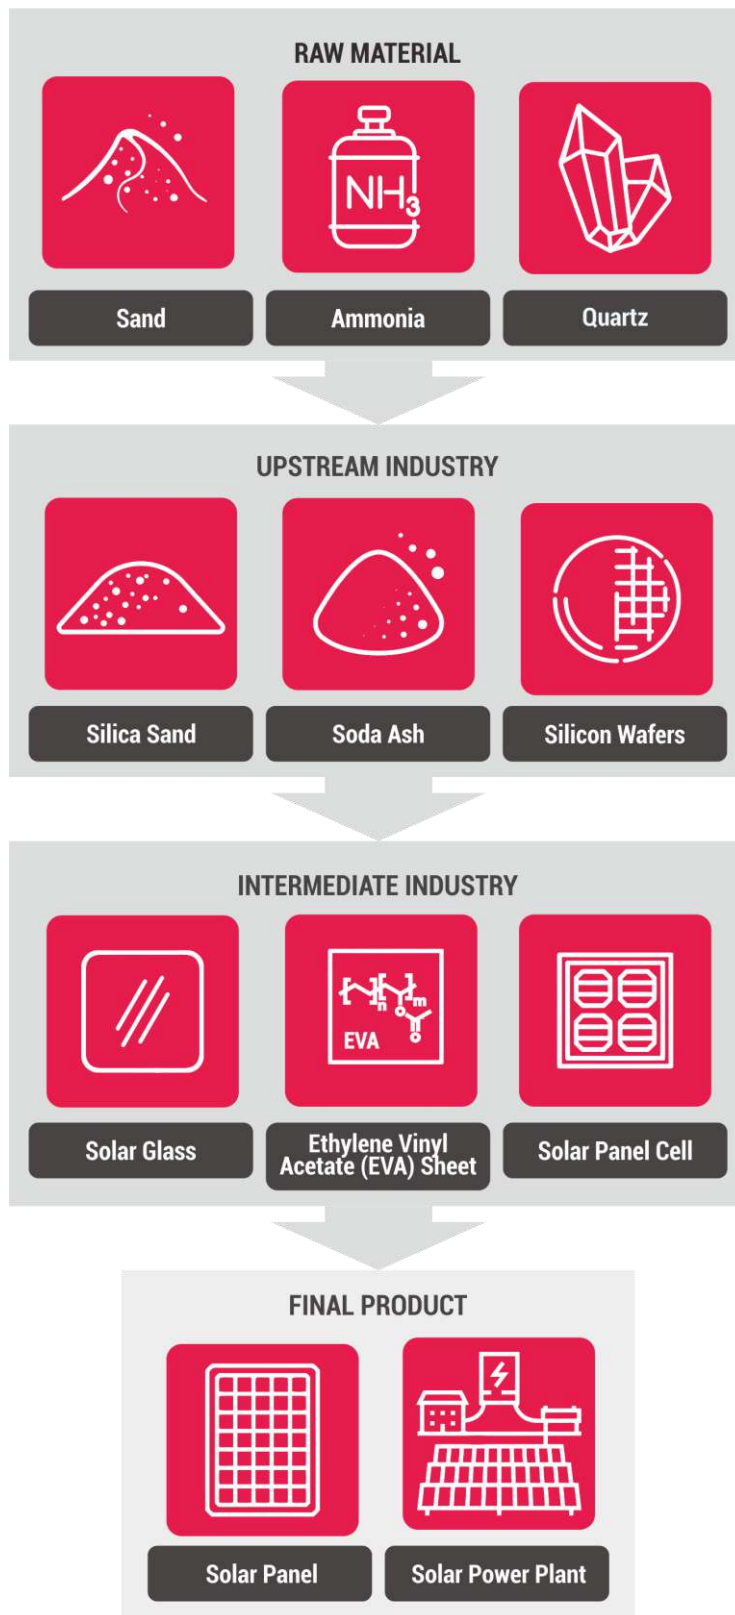 RAW MATERIAL
NH3
Sand
Ammonia
Quartz
UPSTREAM INDUSTRY
Silica Sand
Soda Ash
Silicon Wafers
INTERMEDIATE INDUSTRY
n
m
o
o
EVA
Solar Glass
Ethylene Vinyl
Acetate (EVA) Sheet
Solar Panel Cell
FINAL PRODUCT
Solar Panel
Solar Power Plant